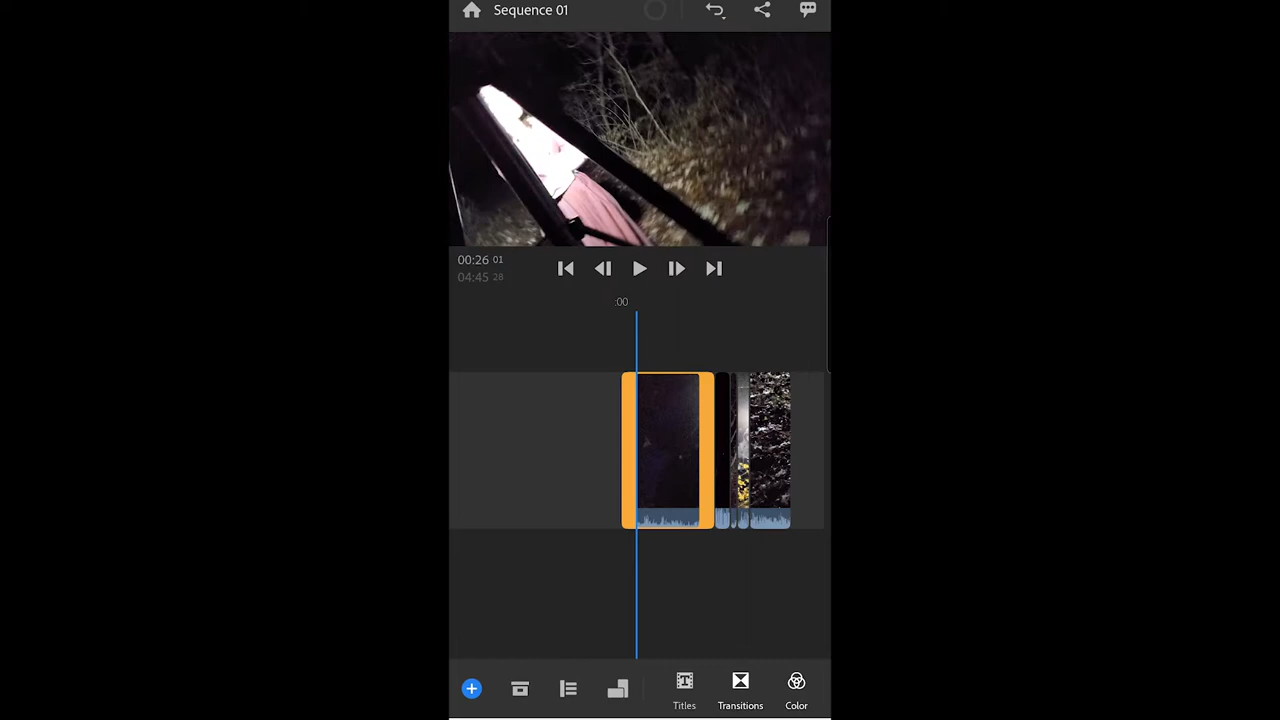 Sequence 01
00:26 01
04:45 28
:00
Titles
Transitions
Color